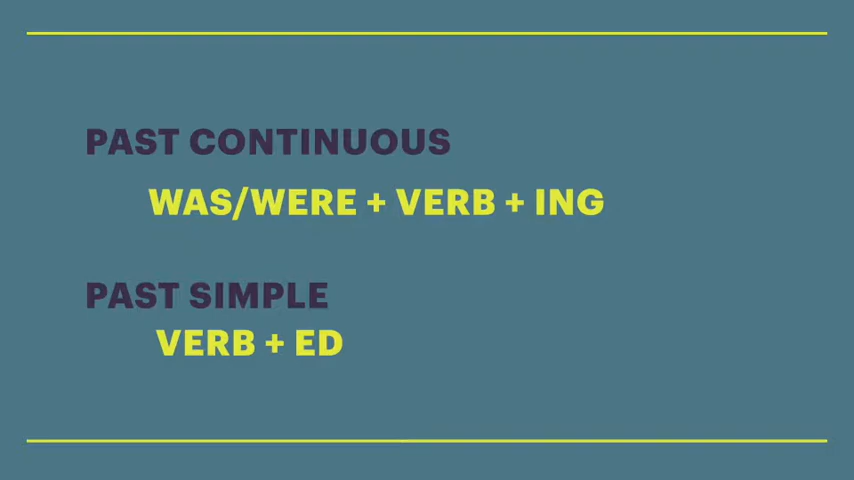 PAST CONTINUOUS
WAS/WERE + VERB + ING
PAST SIMPLE
VERB + ED